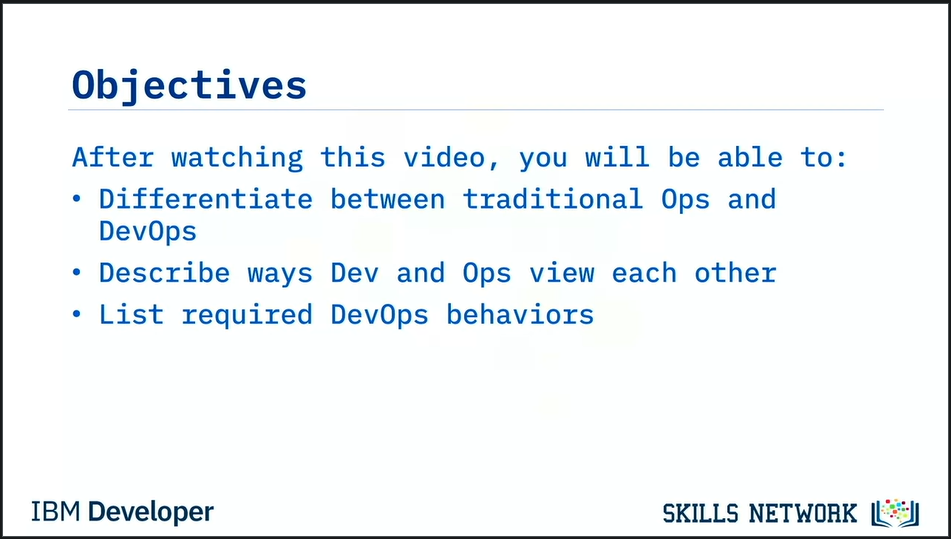 Objectives
After watching this video, you will be able to:
• Differentiate between traditional Ops and
DevOps
• Describe ways Dev and Ops view each other
• List required DevOps behaviors
IBM Developer
SKILLS NETWORK